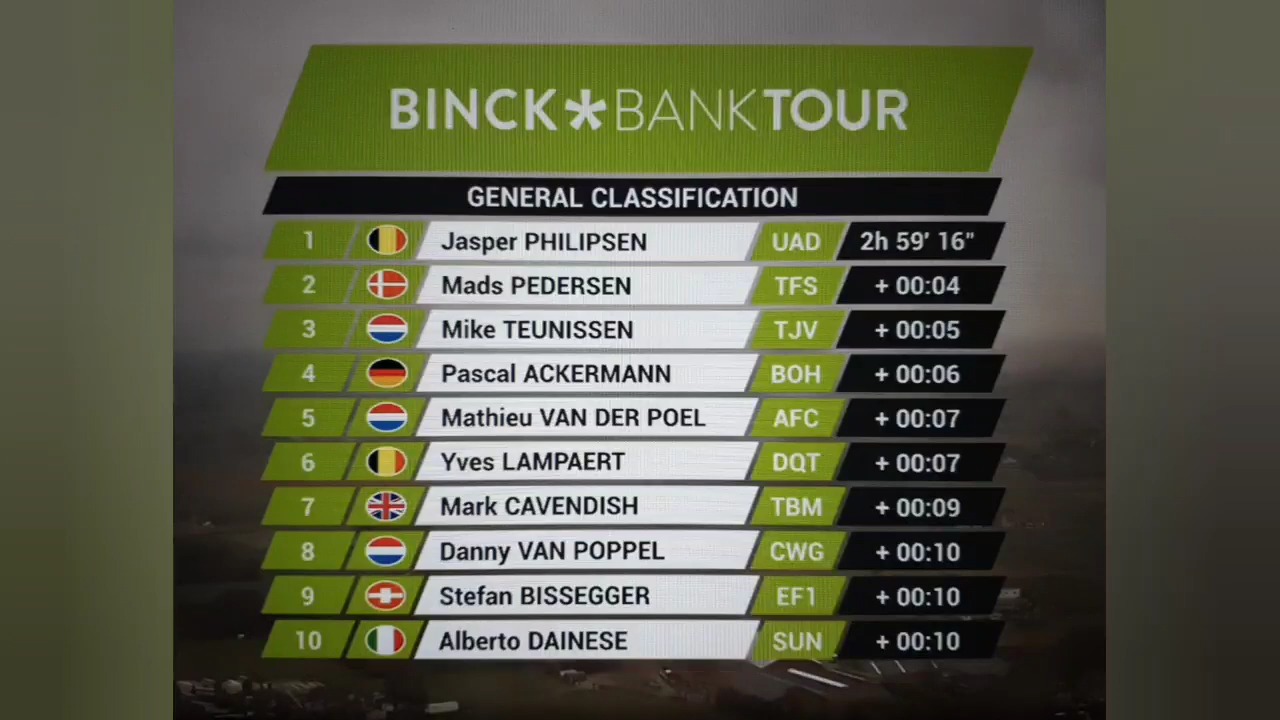 BINCK*BANKTOUR
GENERAL CLASSIFICATION
1 Jasper PHILIPSEN UAD 2h 59' 16"
2 Mads PEDERSEN TFS + 00:04
3 Mike TEUNISSEN TJV + 00:05
4 Pascal ACKERMANN BOH + 00:06
5 Mathieu VAN DER POEL AFC + 00:07
6 Yves LAMPAERT DQT + 00:07
7 Mark CAVENDISH TBM + 00:09
8 Danny VAN POPPEL CWG + 00:10
9 Stefan BISSEGGER EF1 + 00:10
10 Alberto DAINESE SUN + 00:10